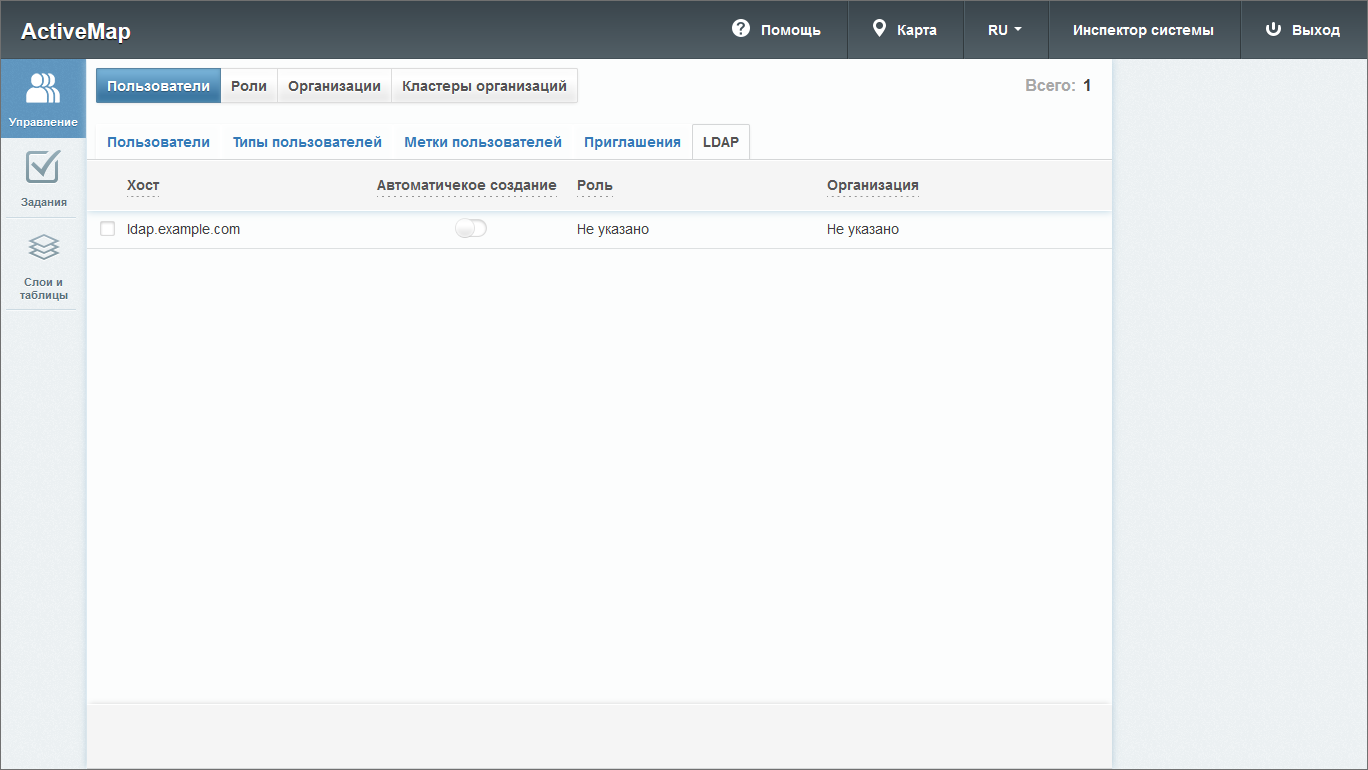 ActiveMap
Помощь
Карта
RU
Инспектор системы
Выход
Управление
Задания
Слои и
таблицы
Пользователи Роли Организации Кластеры организаций
Всего: 1
Пользователи Типы пользователей Метки пользователей Приглашения LDAP
Хост Автоматичекое создание Роль Организация
ldap.example.com Не указано Не указано